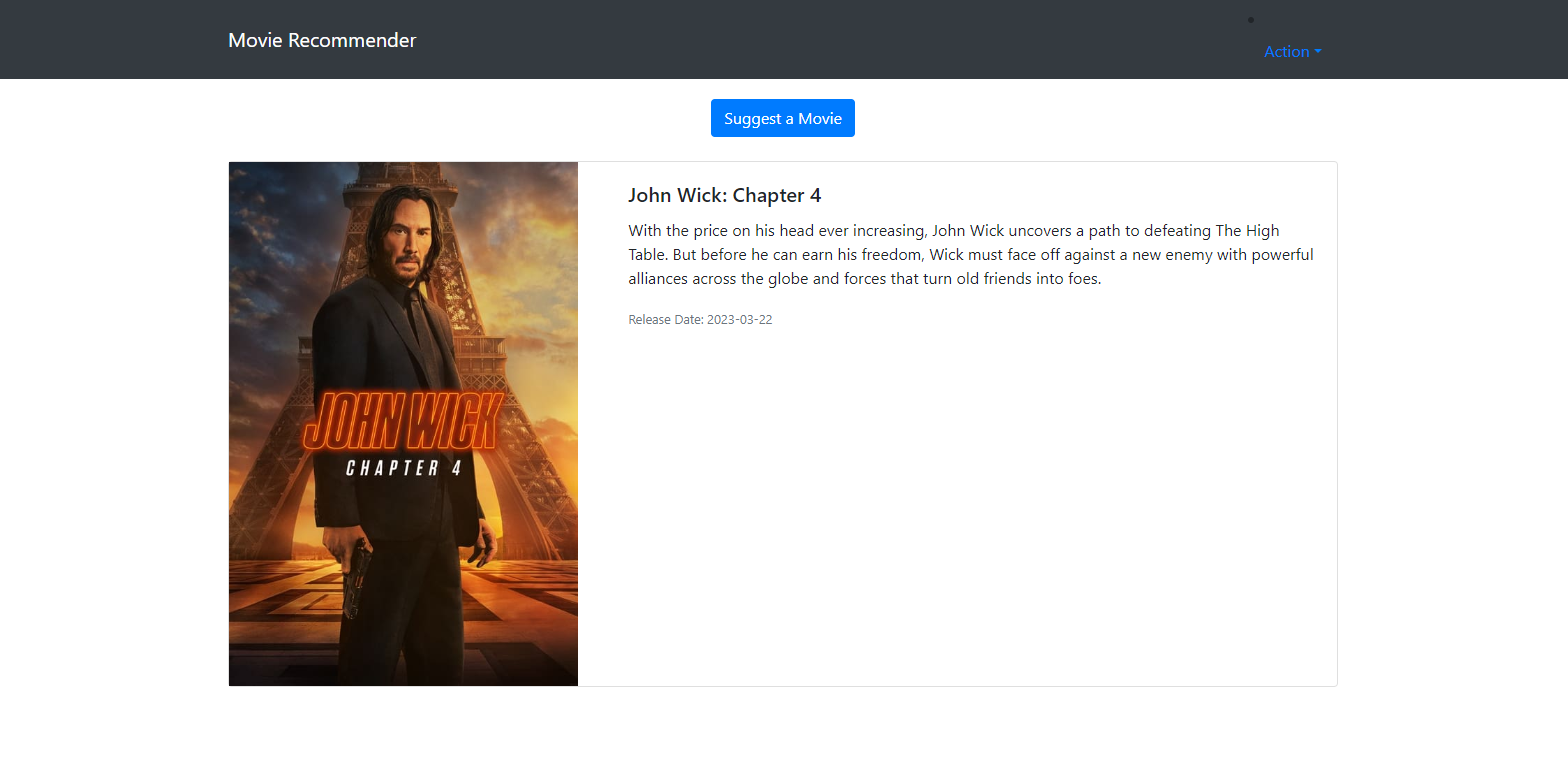 Movie Recommender
Action
Suggest a Movie
John Wick: Chapter 4
With the price on his head ever increasing, John Wick uncovers a path to defeating The High
Table. But before he can earn his freedom, Wick must face off against a new enemy with powerful
alliances across the globe and forces that turn old friends into foes.
Release Date: 2023-03-22
JOHN WICK
CHAPTER 4